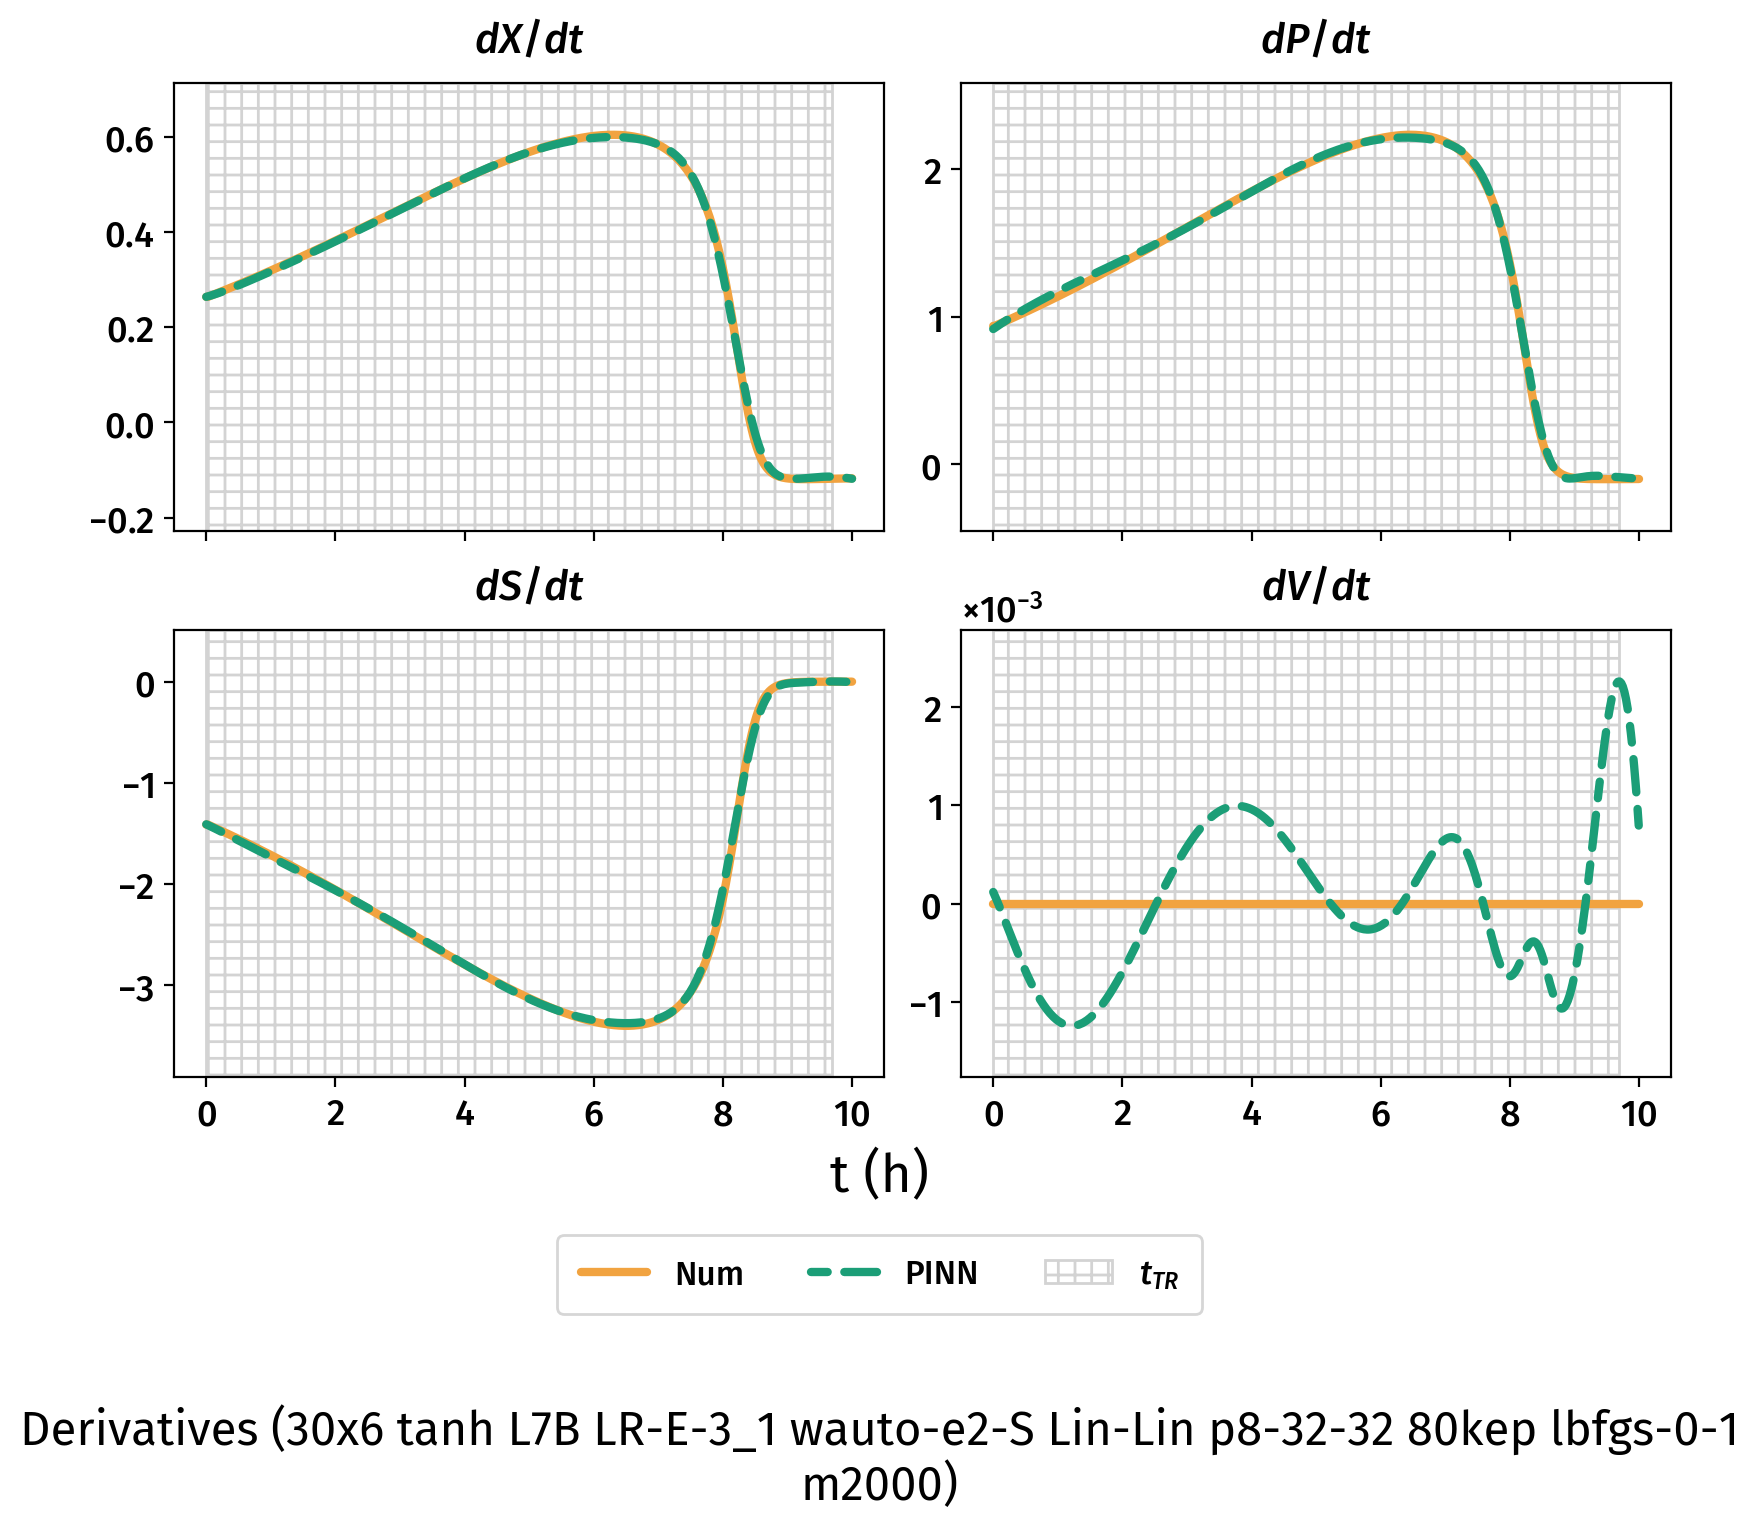 dX/dt
dP/dt
0.6
0.4
0.2
0.0
−0.2
2
1
0
dS/dt
dV/dt
×10⁻³
0
−1
−2
−3
2
1
0
−1
0 2 4 6 8 10
0 2 4 6 8 10
t (h)
Num PINN t_TR
Derivatives (30x6 tanh L7B LR-E-3_1 wauto-e2-S Lin-Lin p8-32-32 80kep lbfgs-0-1
m2000)